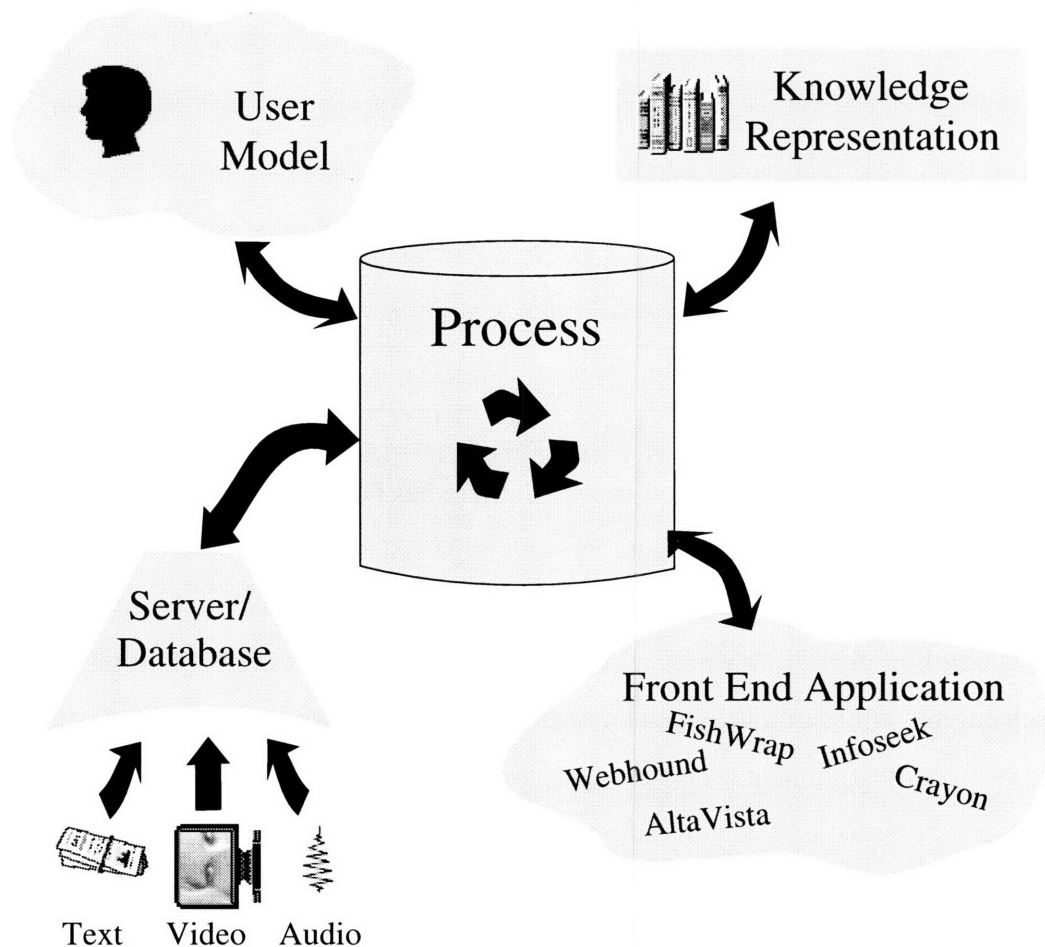 User
Model
Knowledge
Representation
Process
Server/
Database
Front End Application
FishWrap
Infoseek
Webhound
Crayon
AltaVista
Text
Video
Audio